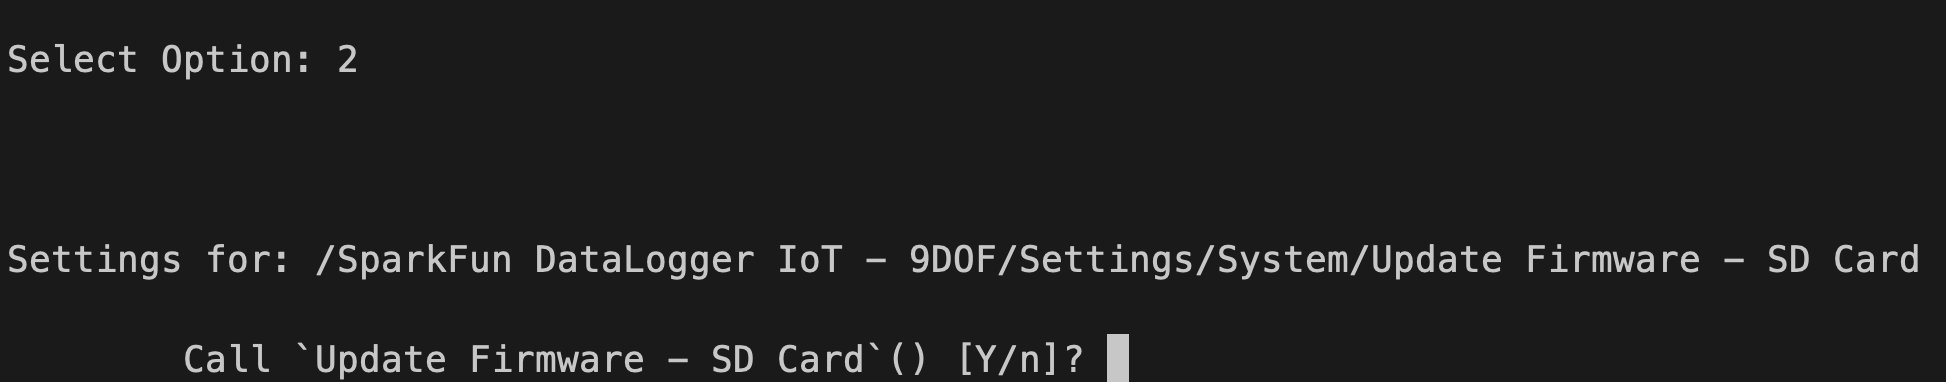 Select Option: 2
Settings for: /SparkFun DataLogger IoT – 9DOF/Settings/System/Update Firmware – SD Card
Call `Update Firmware – SD Card`() [Y/n]?